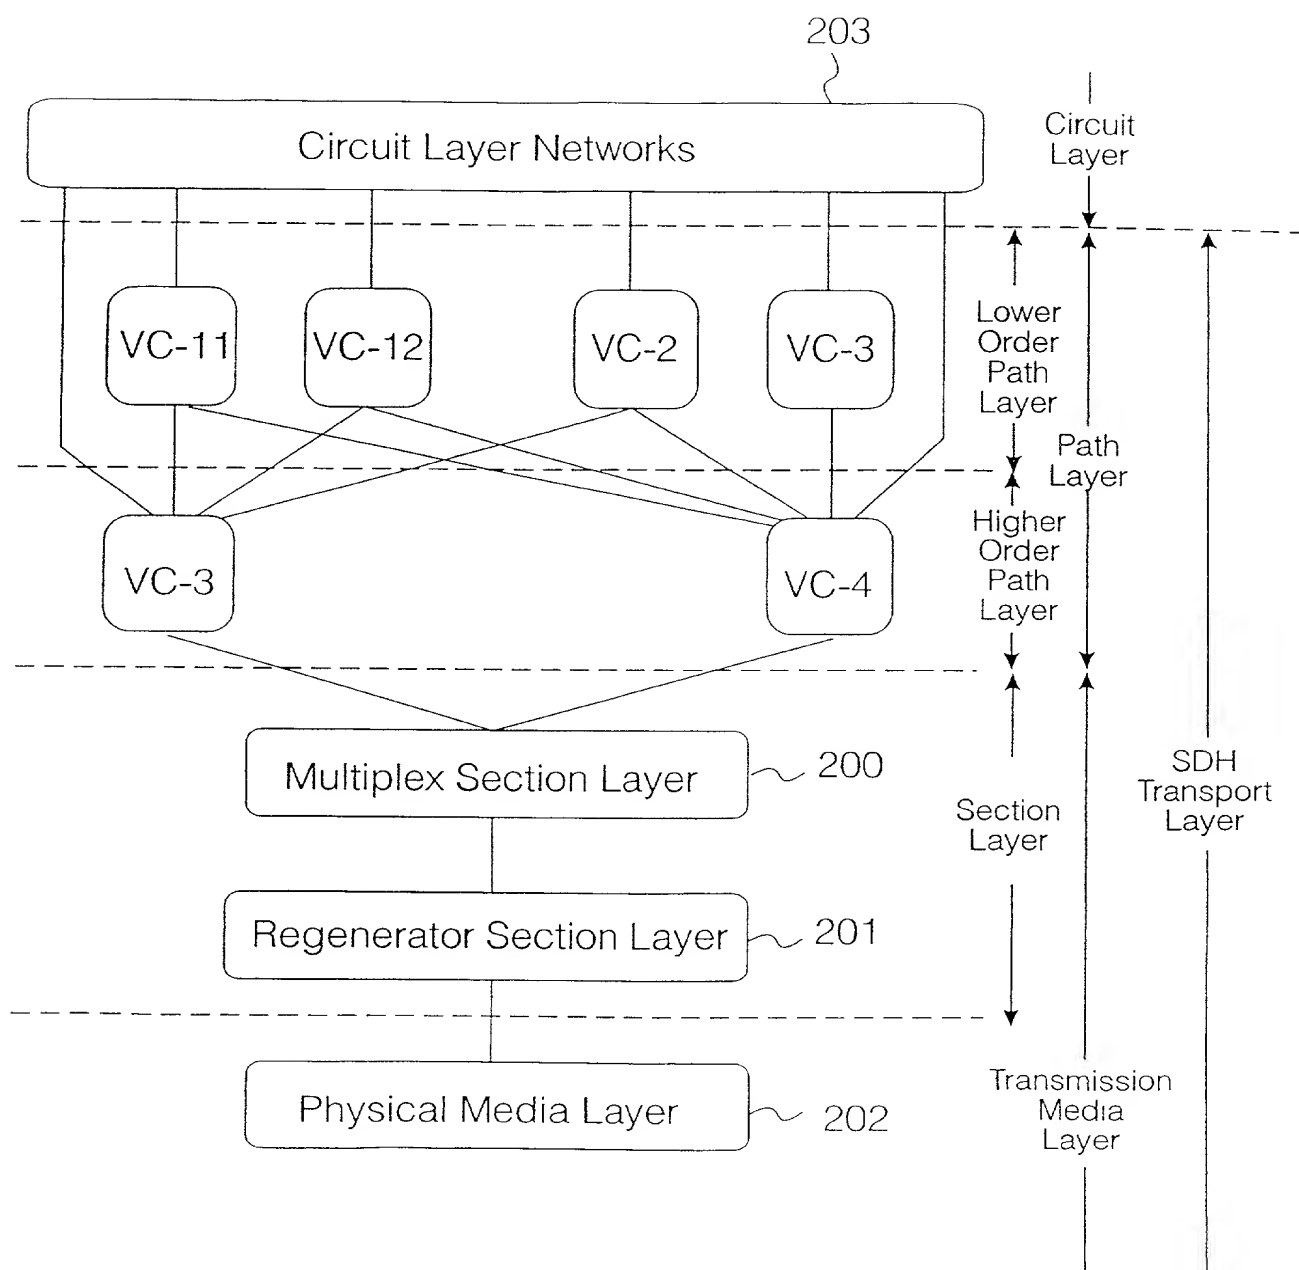 203
Circuit Layer Networks
Circuit
Layer
VC-11
VC-12
VC-2
VC-3
Lower
Order
Path
Layer
Path
Layer
VC-3
VC-4
Higher
Order
Path
Layer
Multiplex Section Layer
200
SDH
Transport
Layer
Section
Layer
Regenerator Section Layer
201
Physical Media Layer
202
Transmission
Media
Layer